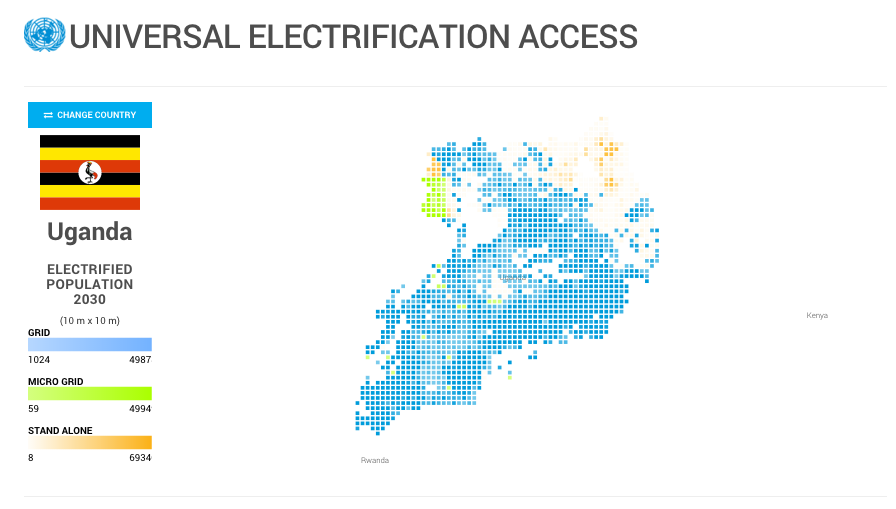 UNIVERSAL ELECTRIFICATION ACCESS
CHANGE COUNTRY
Uganda
ELECTRIFIED
POPULATION
2030
(10 m x 10 m)
GRID
1024 4987
MICRO GRID
59 4994
STAND ALONE
8 6934
Uganda
Kenya
Rwanda